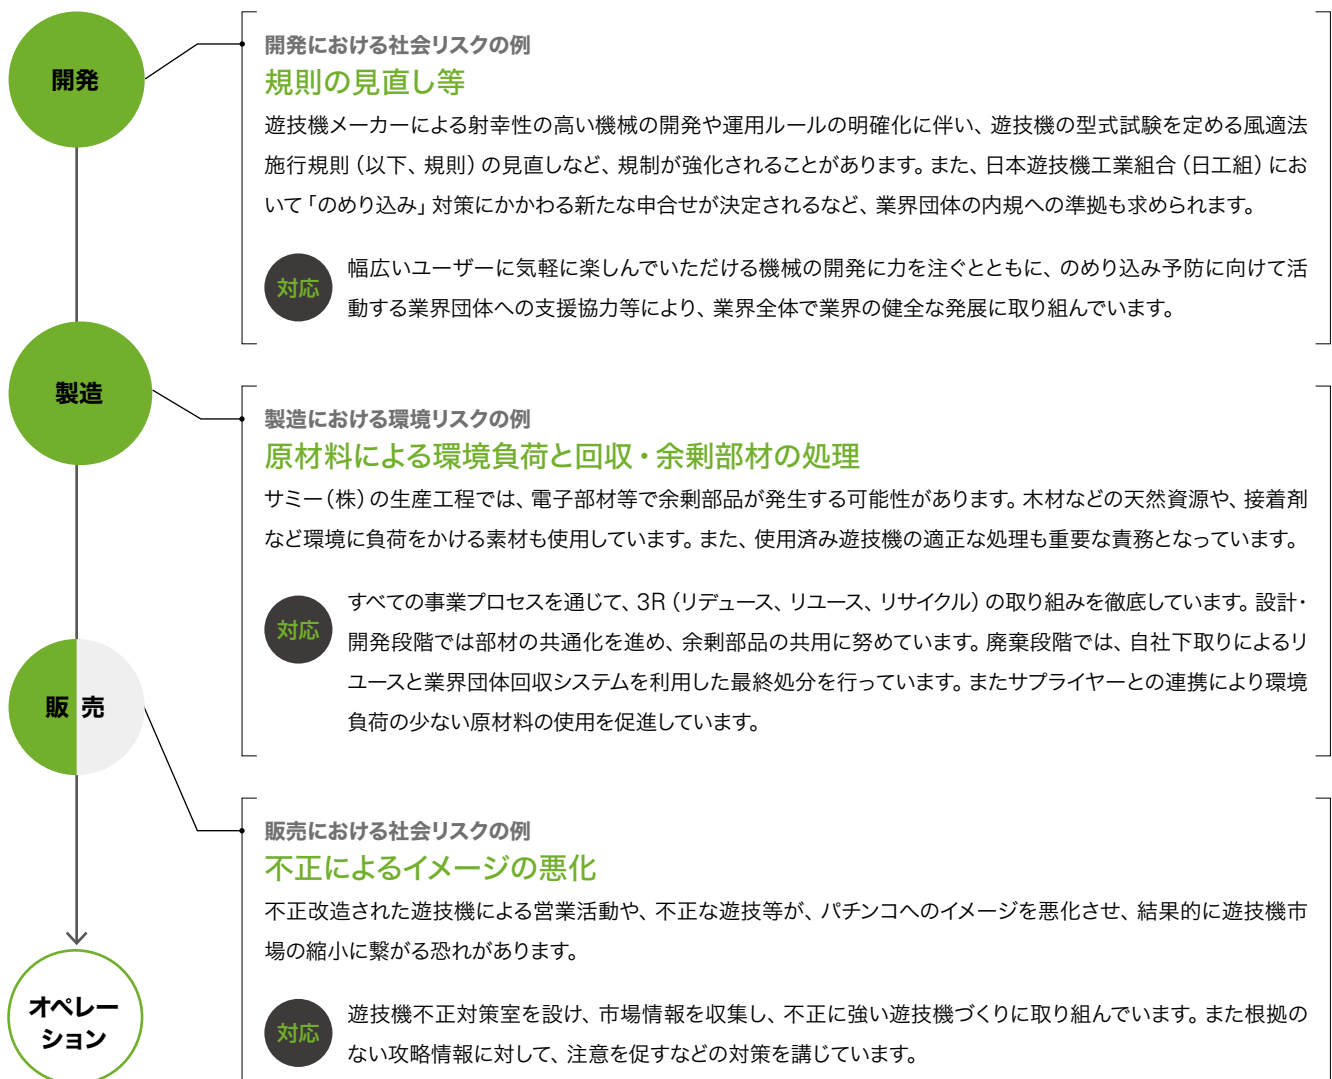 開発
開発における社会リスクの例
規則の見直し等
遊技機メーカーによる射幸性の高い機械の開発や運用ルールの明確化に伴い、遊技機の型式試験を定める風適法
施行規則（以下、規則）の見直しなど、規制が強化されることがあります。また、日本遊技機工業組合（日工組）にお
いて「のめり込み」対策にかかわる新たな申合せが決定されるなど、業界団体の内規への準拠も求められます。
対応
幅広いユーザーに気軽に楽しんでいただける機械の開発に力を注ぐとともに、のめり込み予防に向けて活
動する業界団体への支援協力等により、業界全体で業界の健全な発展に取り組んでいます。
製造
製造における環境リスクの例
原材料による環境負荷と回収・余剰部材の処理
サミー（株）の生産工程では、電子部材等で余剰部品が発生する可能性があります。木材などの天然資源や、接着剤
など環境に負荷をかける素材も使用しています。また、使用済み遊技機の適正な処理も重要な責務となっています。
対応
すべての事業プロセスを通じて、3R（リデュース、リユース、リサイクル）の取り組みを徹底しています。設計・
開発段階では部材の共通化を進め、余剰部品の共用に努めています。廃棄段階では、自社下取りによるリ
ユースと業界団体回収システムを利用した最終処分を行っています。またサプライヤーとの連携により環境
負荷の少ない原材料の使用を促進しています。
販売
販売における社会リスクの例
不正によるイメージの悪化
不正改造された遊技機による営業活動や、不正な遊技等が、パチンコへのイメージを悪化させ、結果的に遊技機市
場の縮小に繋がる恐れがあります。
対応
遊技機不正対策室を設け、市場情報を収集し、不正に強い遊技機づくりに取り組んでいます。また根拠の
ない攻略情報に対して、注意を促すなどの対策を講じています。
オペレー
ション